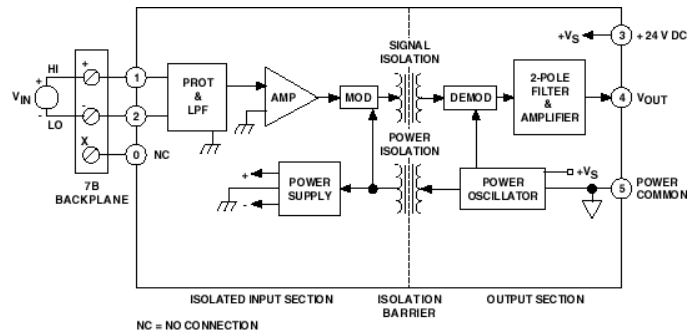 SIGNAL
ISOLATION
+VS
3
+ 24 V DC
HI
+
1
PROT
&
LPF
AMP
MOD
DEMOD
2-POLE
FILTER
&
AMPLIFIER
4
VOUT
VIN
+
-
LO
-
2
X
0
NC
POWER
ISOLATION
7B
BACKPLANE
+
-
POWER
SUPPLY
POWER
OSCILLATOR
+VS
5
POWER
COMMON
ISOLATED INPUT SECTION
ISOLATION
BARRIER
OUTPUT SECTION
NC = NO CONNECTION